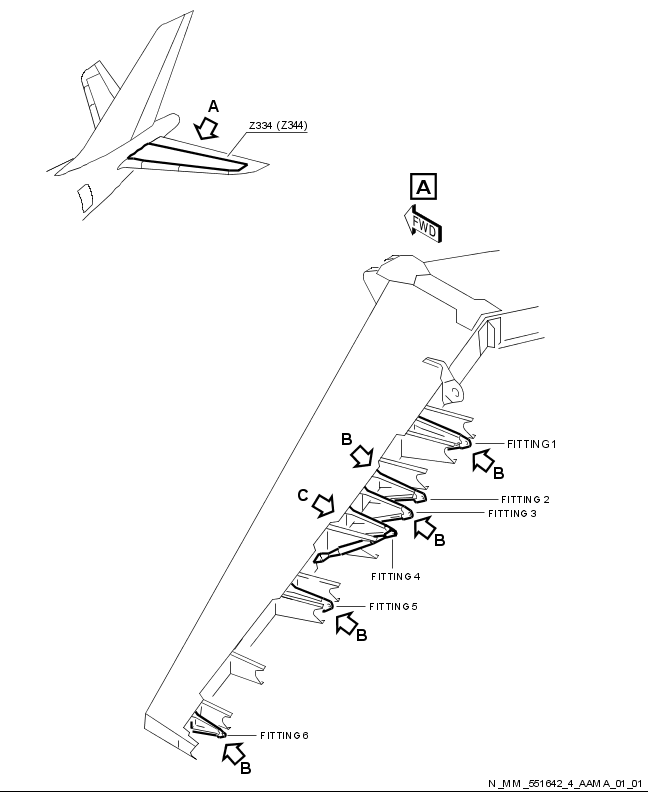 A
Z334 (Z344)
A
FWD
FITTING 1
B
B
FITTING 2
C
FITTING 3
B
FITTING 4
FITTING 5
B
FITTING 6
B
N_MM_551642_4_AAMA_01_01